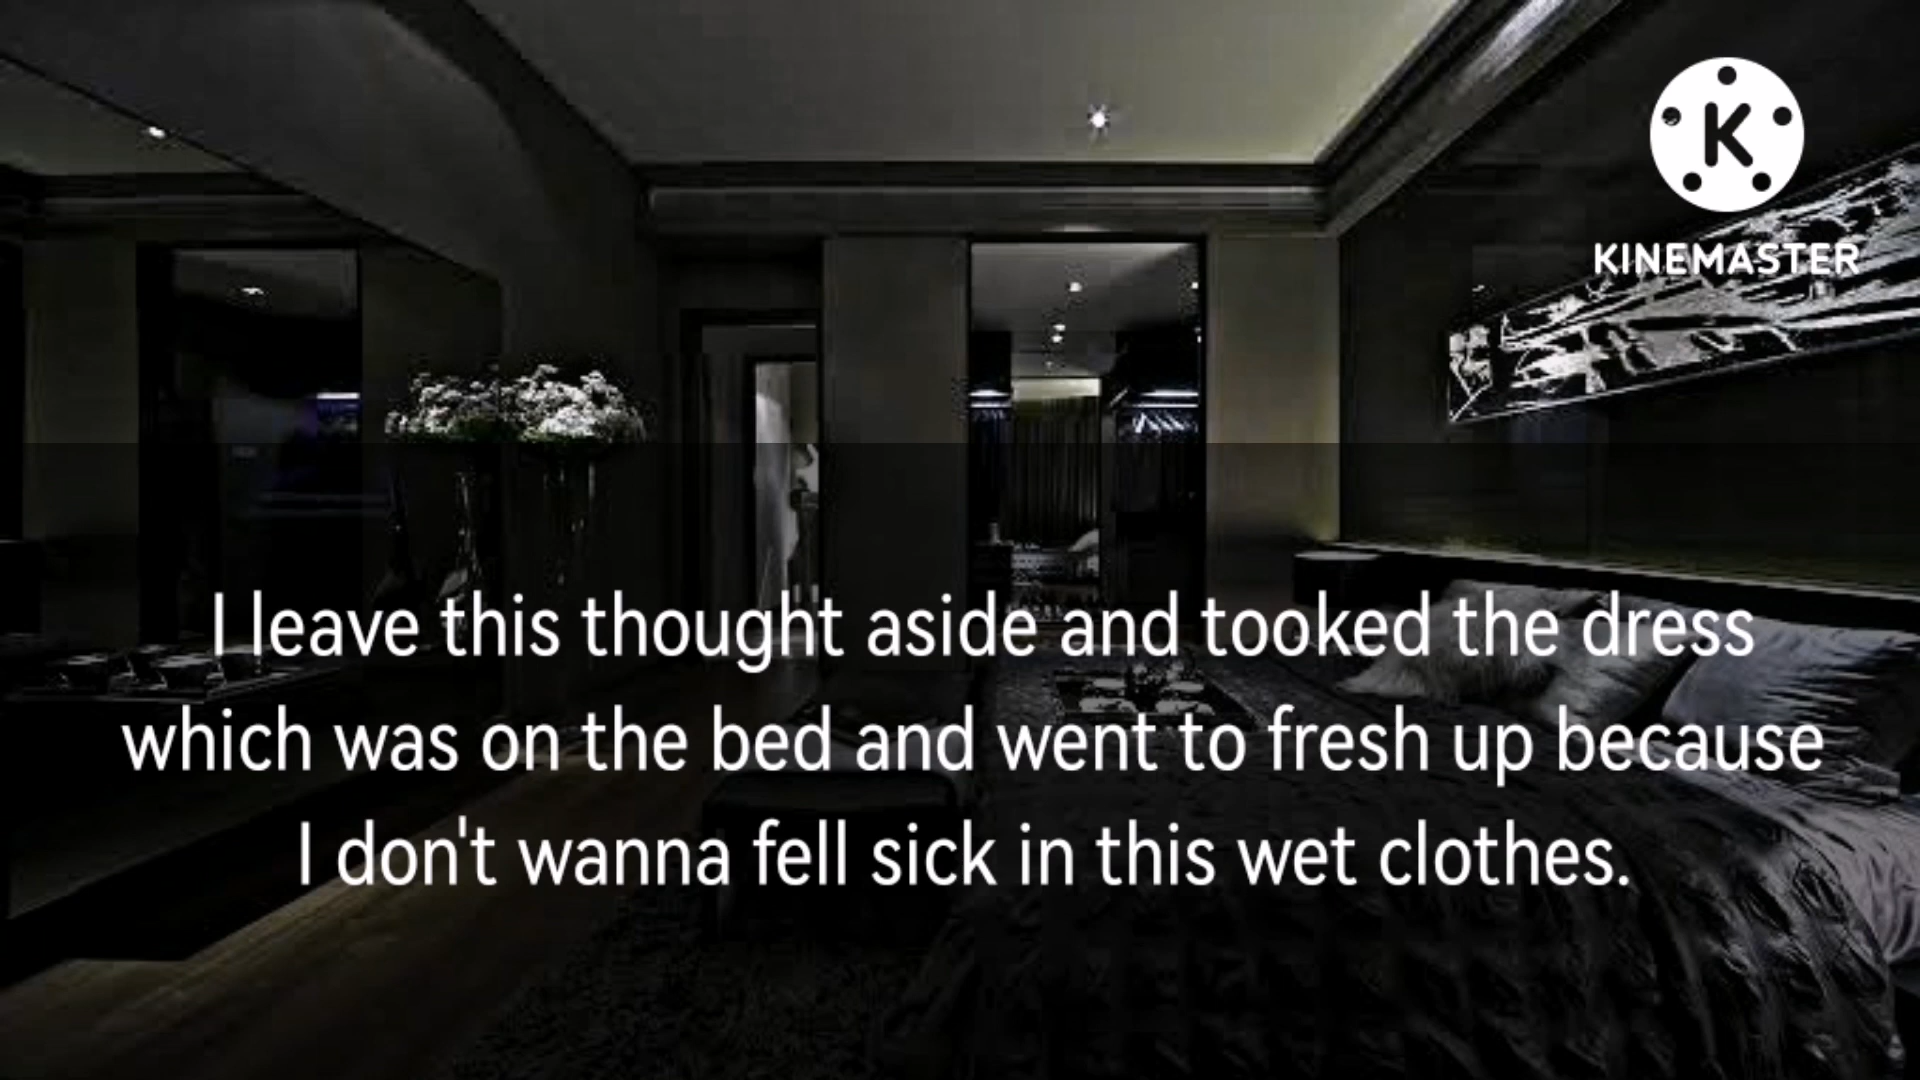 K
KINEMASTER
I leave this thought aside and tooked the dress
which was on the bed and went to fresh up because
I don't wanna fell sick in this wet clothes.